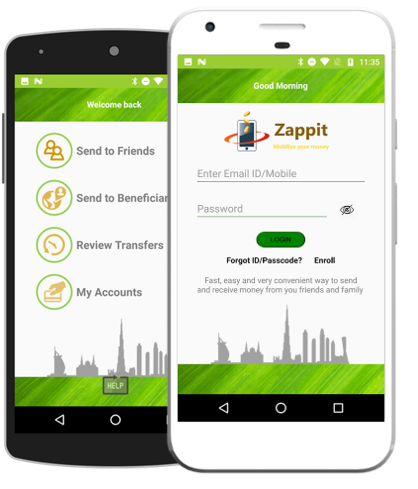 Welcome back
Send to Friends
Send to Beneficiar
Review Transfers
My Accounts
HELP
11:35
Good Morning
Zappit
Mobilize your money
Enter Email ID/Mobile
Password
LOGIN
Forgot ID/Passcode? Enroll
Fast, easy and very convenient way to send
and receive money from you friends and family